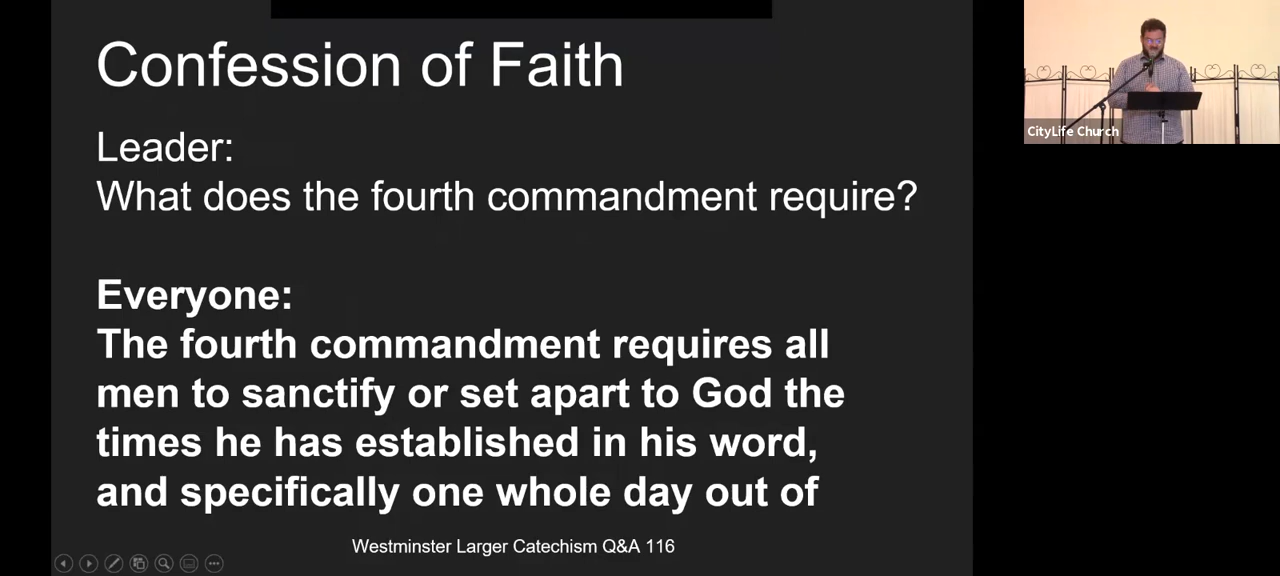 Confession of Faith
Leader:
What does the fourth commandment require?
Everyone:
The fourth commandment requires all
men to sanctify or set apart to God the
times he has established in his word,
and specifically one whole day out of
Westminster Larger Catechism Q&A 116
CityLife Church